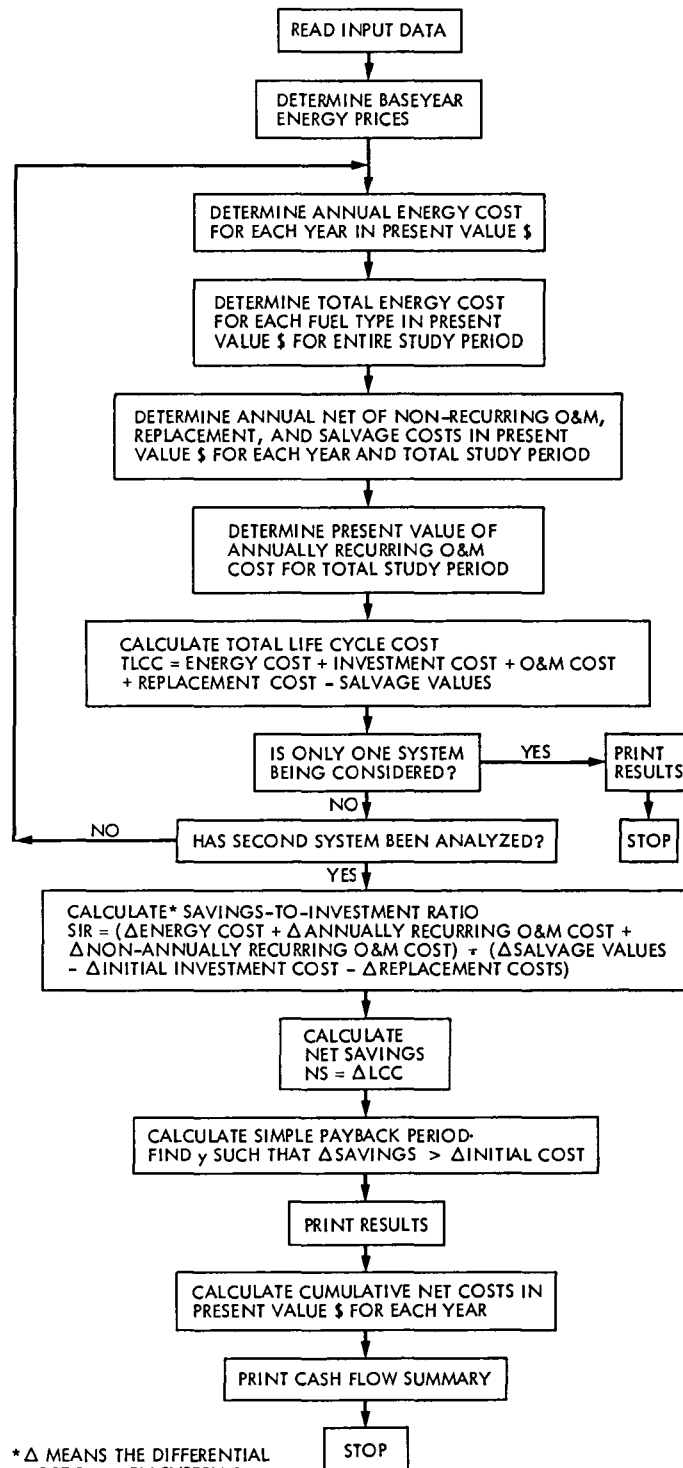 READ INPUT DATA
DETERMINE BASEYEAR
ENERGY PRICES
DETERMINE ANNUAL ENERGY COST
FOR EACH YEAR IN PRESENT VALUE $
DETERMINE TOTAL ENERGY COST
FOR EACH FUEL TYPE IN PRESENT
VALUE $ FOR ENTIRE STUDY PERIOD
DETERMINE ANNUAL NET OF NON-RECURRING O&M,
REPLACEMENT, AND SALVAGE COSTS IN PRESENT
VALUE $ FOR EACH YEAR AND TOTAL STUDY PERIOD
DETERMINE PRESENT VALUE OF
ANNUALLY RECURRING O&M
COST FOR TOTAL STUDY PERIOD
CALCULATE TOTAL LIFE CYCLE COST
TLCC = ENERGY COST + INVESTMENT COST + O&M COST
+ REPLACEMENT COST - SALVAGE VALUES
IS ONLY ONE SYSTEM
BEING CONSIDERED?
YES
PRINT
RESULTS
NO
STOP
NO
HAS SECOND SYSTEM BEEN ANALYZED?
YES
CALCULATE* SAVINGS-TO-INVESTMENT RATIO
SIR = (ΔENERGY COST + ΔANNUALLY RECURRING O&M COST +
ΔNON-ANNUALLY RECURRING O&M COST) ÷ (ΔSALVAGE VALUES
- ΔINITIAL INVESTMENT COST - ΔREPLACEMENT COSTS)
CALCULATE
NET SAVINGS
NS = ΔLCC
CALCULATE SIMPLE PAYBACK PERIOD.
FIND y SUCH THAT ΔSAVINGS > ΔINITIAL COST
PRINT RESULTS
CALCULATE CUMULATIVE NET COSTS IN
PRESENT VALUE $ FOR EACH YEAR
PRINT CASH FLOW SUMMARY
STOP
*Δ MEANS THE DIFFERENTIAL